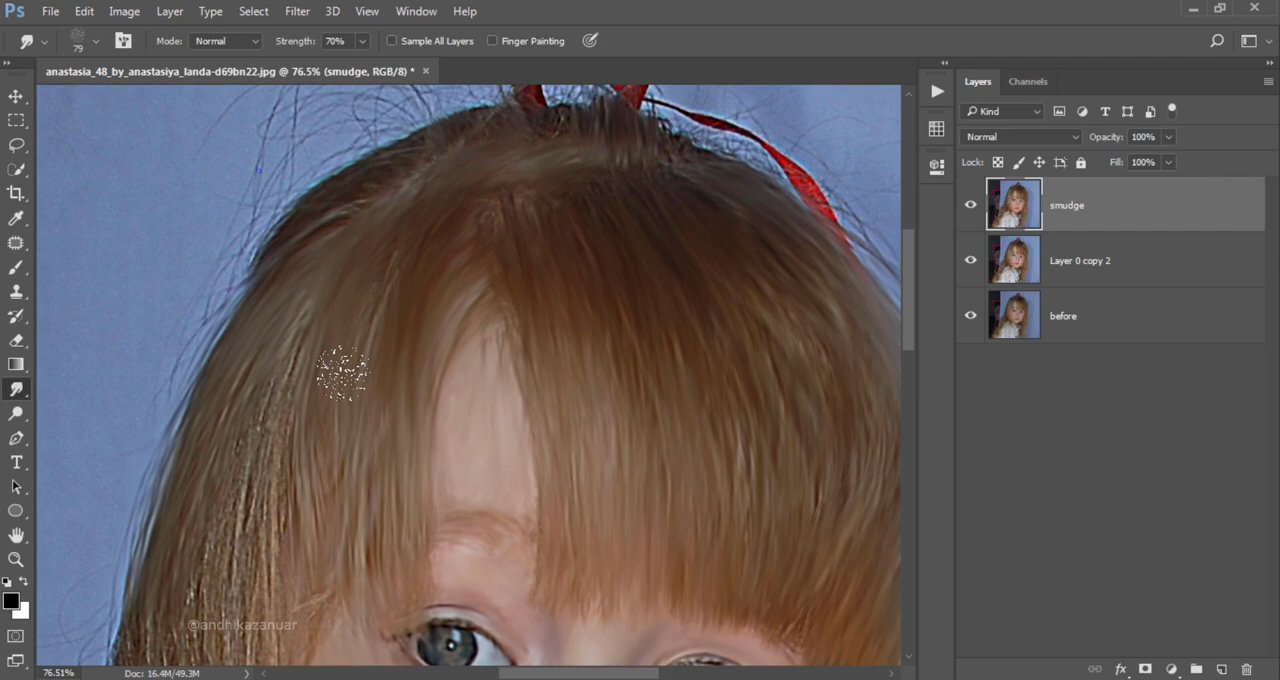 Ps File Edit Image Layer Type Select Filter 3D View Window Help
79 Mode: Normal Strength: 70% Sample All Layers Finger Painting
anastasia_48_by_anastasiya_landa-d69bn22.jpg @ 76.5% (smudge, RGB/8) * ×
Layers Channels
Kind
Normal Opacity: 100%
Lock: Fill: 100%
smudge
Layer 0 copy 2
before
@andhikazanuar
76.51% Doc: 16.4M/49.3M